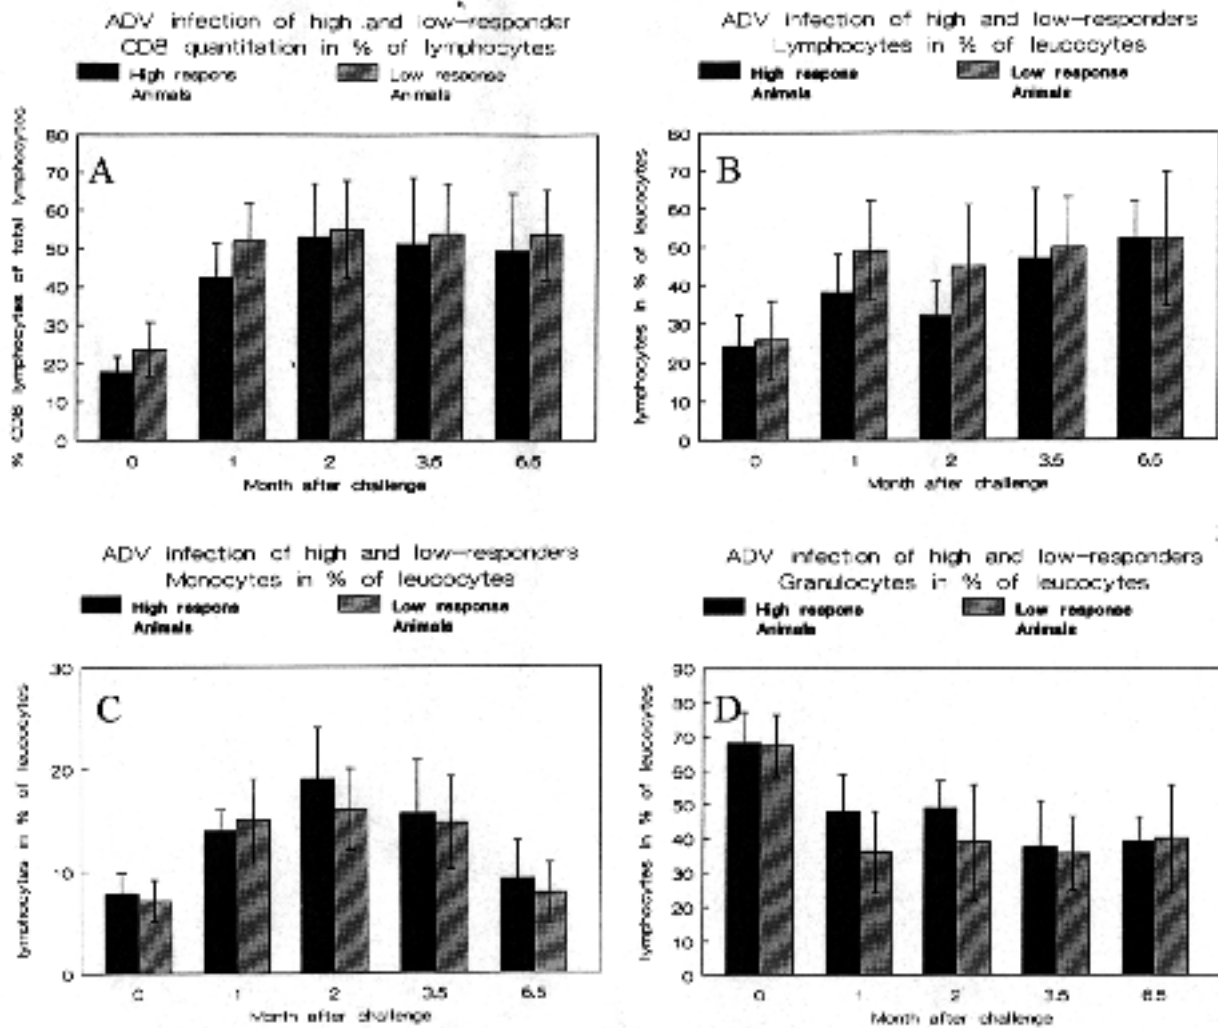 ADV infection of high and low-responder
CD8 quantitation in % of lymphocytes
High respons
Animals
Low response
Animals
% CD8 lymphocytes of total lymphocytes
80
70
60
50
40
30
20
10
0
A
0 1 2 3.5 6.5
Month after challenge
ADV infection of high and low-responders
Lymphocytes in % of leucocytes
High respone
Animals
Low response
Animals
lymphocytes in % of leucocytes
80
70
60
50
40
30
20
10
0
B
0 1 2 3.5 6.5
Month after challenge
ADV infection of high and low-responders
Monocytes in % of leucocytes
High respons
Animals
Low response
Animals
lymphocytes in % of leucocytes
30
20
10
0
C
0 1 2 3.5 6.5
Month after challenge
ADV infection of high and low-responders
Granulocytes in % of leucocytes
High respone
Animals
Low response
Animals
lymphocytes in % of leucocytes
90
80
70
60
50
40
30
20
10
0
D
0 1 2 3.5 6.5
Month after challenge